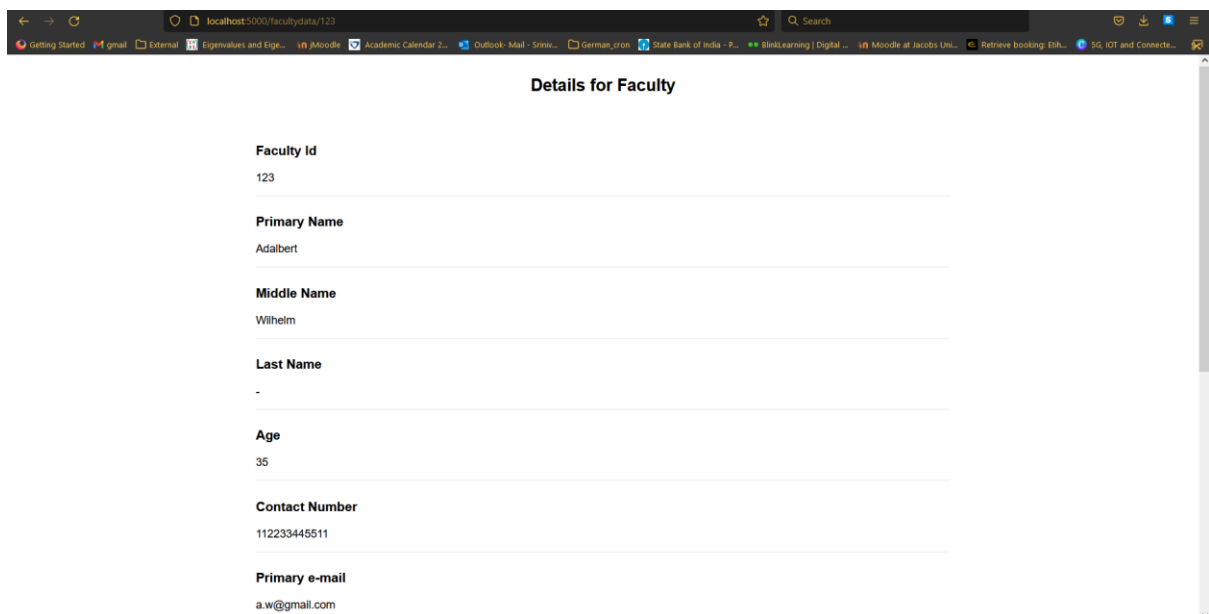 localhost:5000/facultydata/123
Search
Getting Started gmail External Eigenvalues and Eige... jMoodle Academic Calendar 2... Outlook- Mail - Sriniv... German_cron State Bank of India - P... BlinkLearning | Digital ... Moodle at Jacobs Uni... Retrieve booking: Etih... 5G, IOT and Connecte...
Details for Faculty
Faculty Id
123
Primary Name
Adalbert
Middle Name
Wilhelm
Last Name
-
Age
35
Contact Number
112233445511
Primary e-mail
a.w@gmail.com